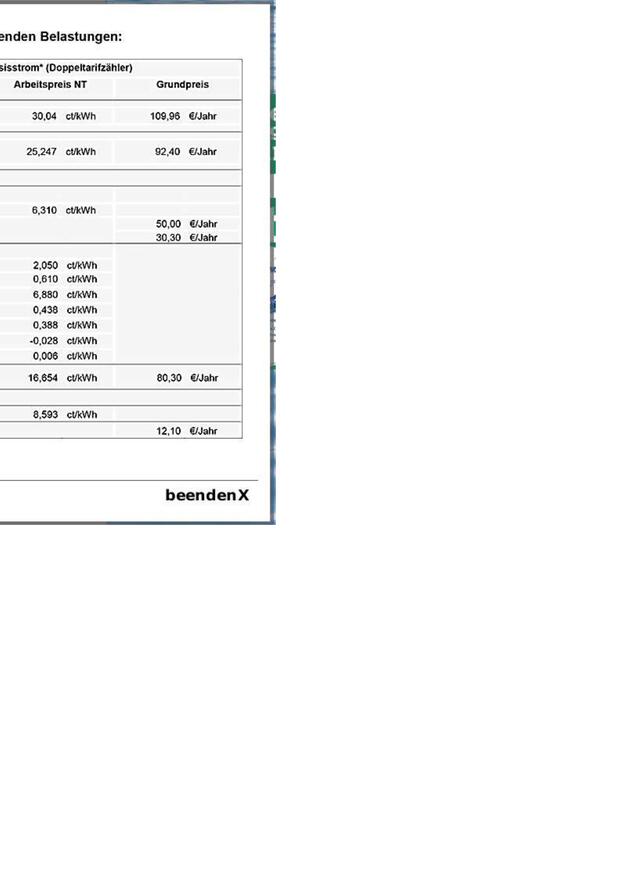 enden Belastungen:
sisstrom* (Doppeltarifzähler)
Arbeitspreis NT Grundpreis
30,04 ct/kWh 109,96 €/Jahr
25,247 ct/kWh 92,40 €/Jahr
6,310 ct/kWh
50,00 €/Jahr
30,30 €/Jahr
2,050 ct/kWh
0,610 ct/kWh
6,880 ct/kWh
0,438 ct/kWh
0,388 ct/kWh
-0,028 ct/kWh
0,006 ct/kWh
16,654 ct/kWh 80,30 €/Jahr
8,593 ct/kWh
12,10 €/Jahr
beenden X